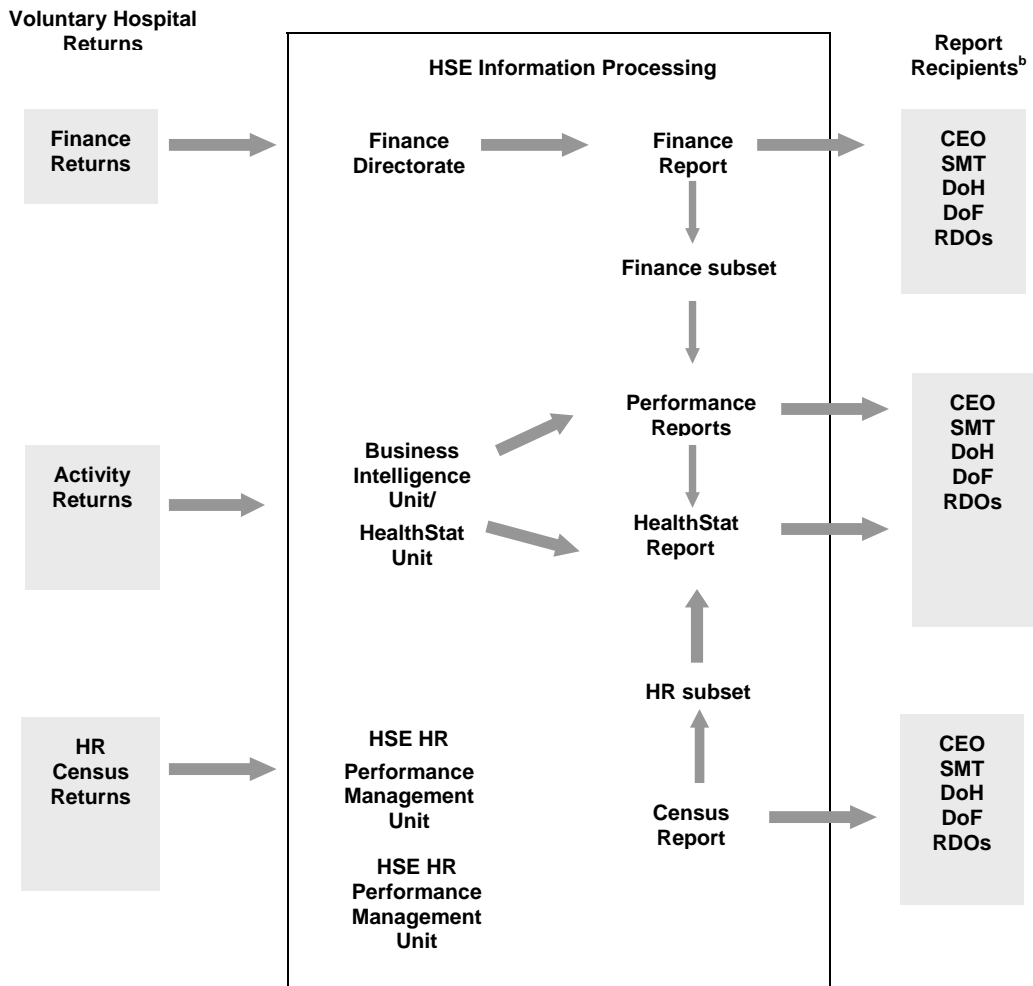 Voluntary Hospital
Returns
HSE Information Processing
Report
Recipientsb
Finance
Returns
Finance
Directorate
Finance
Report
CEO
SMT
DoH
DoF
RDOs
Finance subset
Activity
Returns
Business
Intelligence
Unit/
HealthStat
Unit
Performance
Reports
HealthStat
Report
CEO
SMT
DoH
DoF
RDOs
HR subset
HR
Census
Returns
HSE HR
Performance
Management
Unit
HSE HR
Performance
Management
Unit
Census
Report
CEO
SMT
DoH
DoF
RDOs